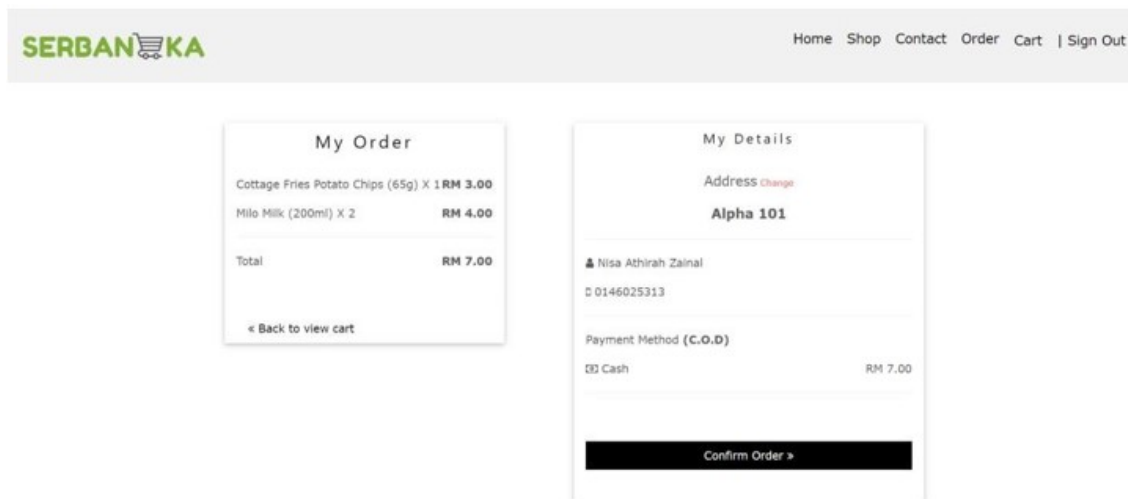 SERBANEKA
Home Shop Contact Order Cart | Sign Out
My Order
Cottage Fries Potato Chips (65g) X 1 RM 3.00
Milo Milk (200ml) X 2 RM 4.00
Total RM 7.00
« Back to view cart
My Details
Address Change
Alpha 101
Nisa Athirah Zainal
0146025313
Payment Method (C.O.D)
Cash RM 7.00
Confirm Order »